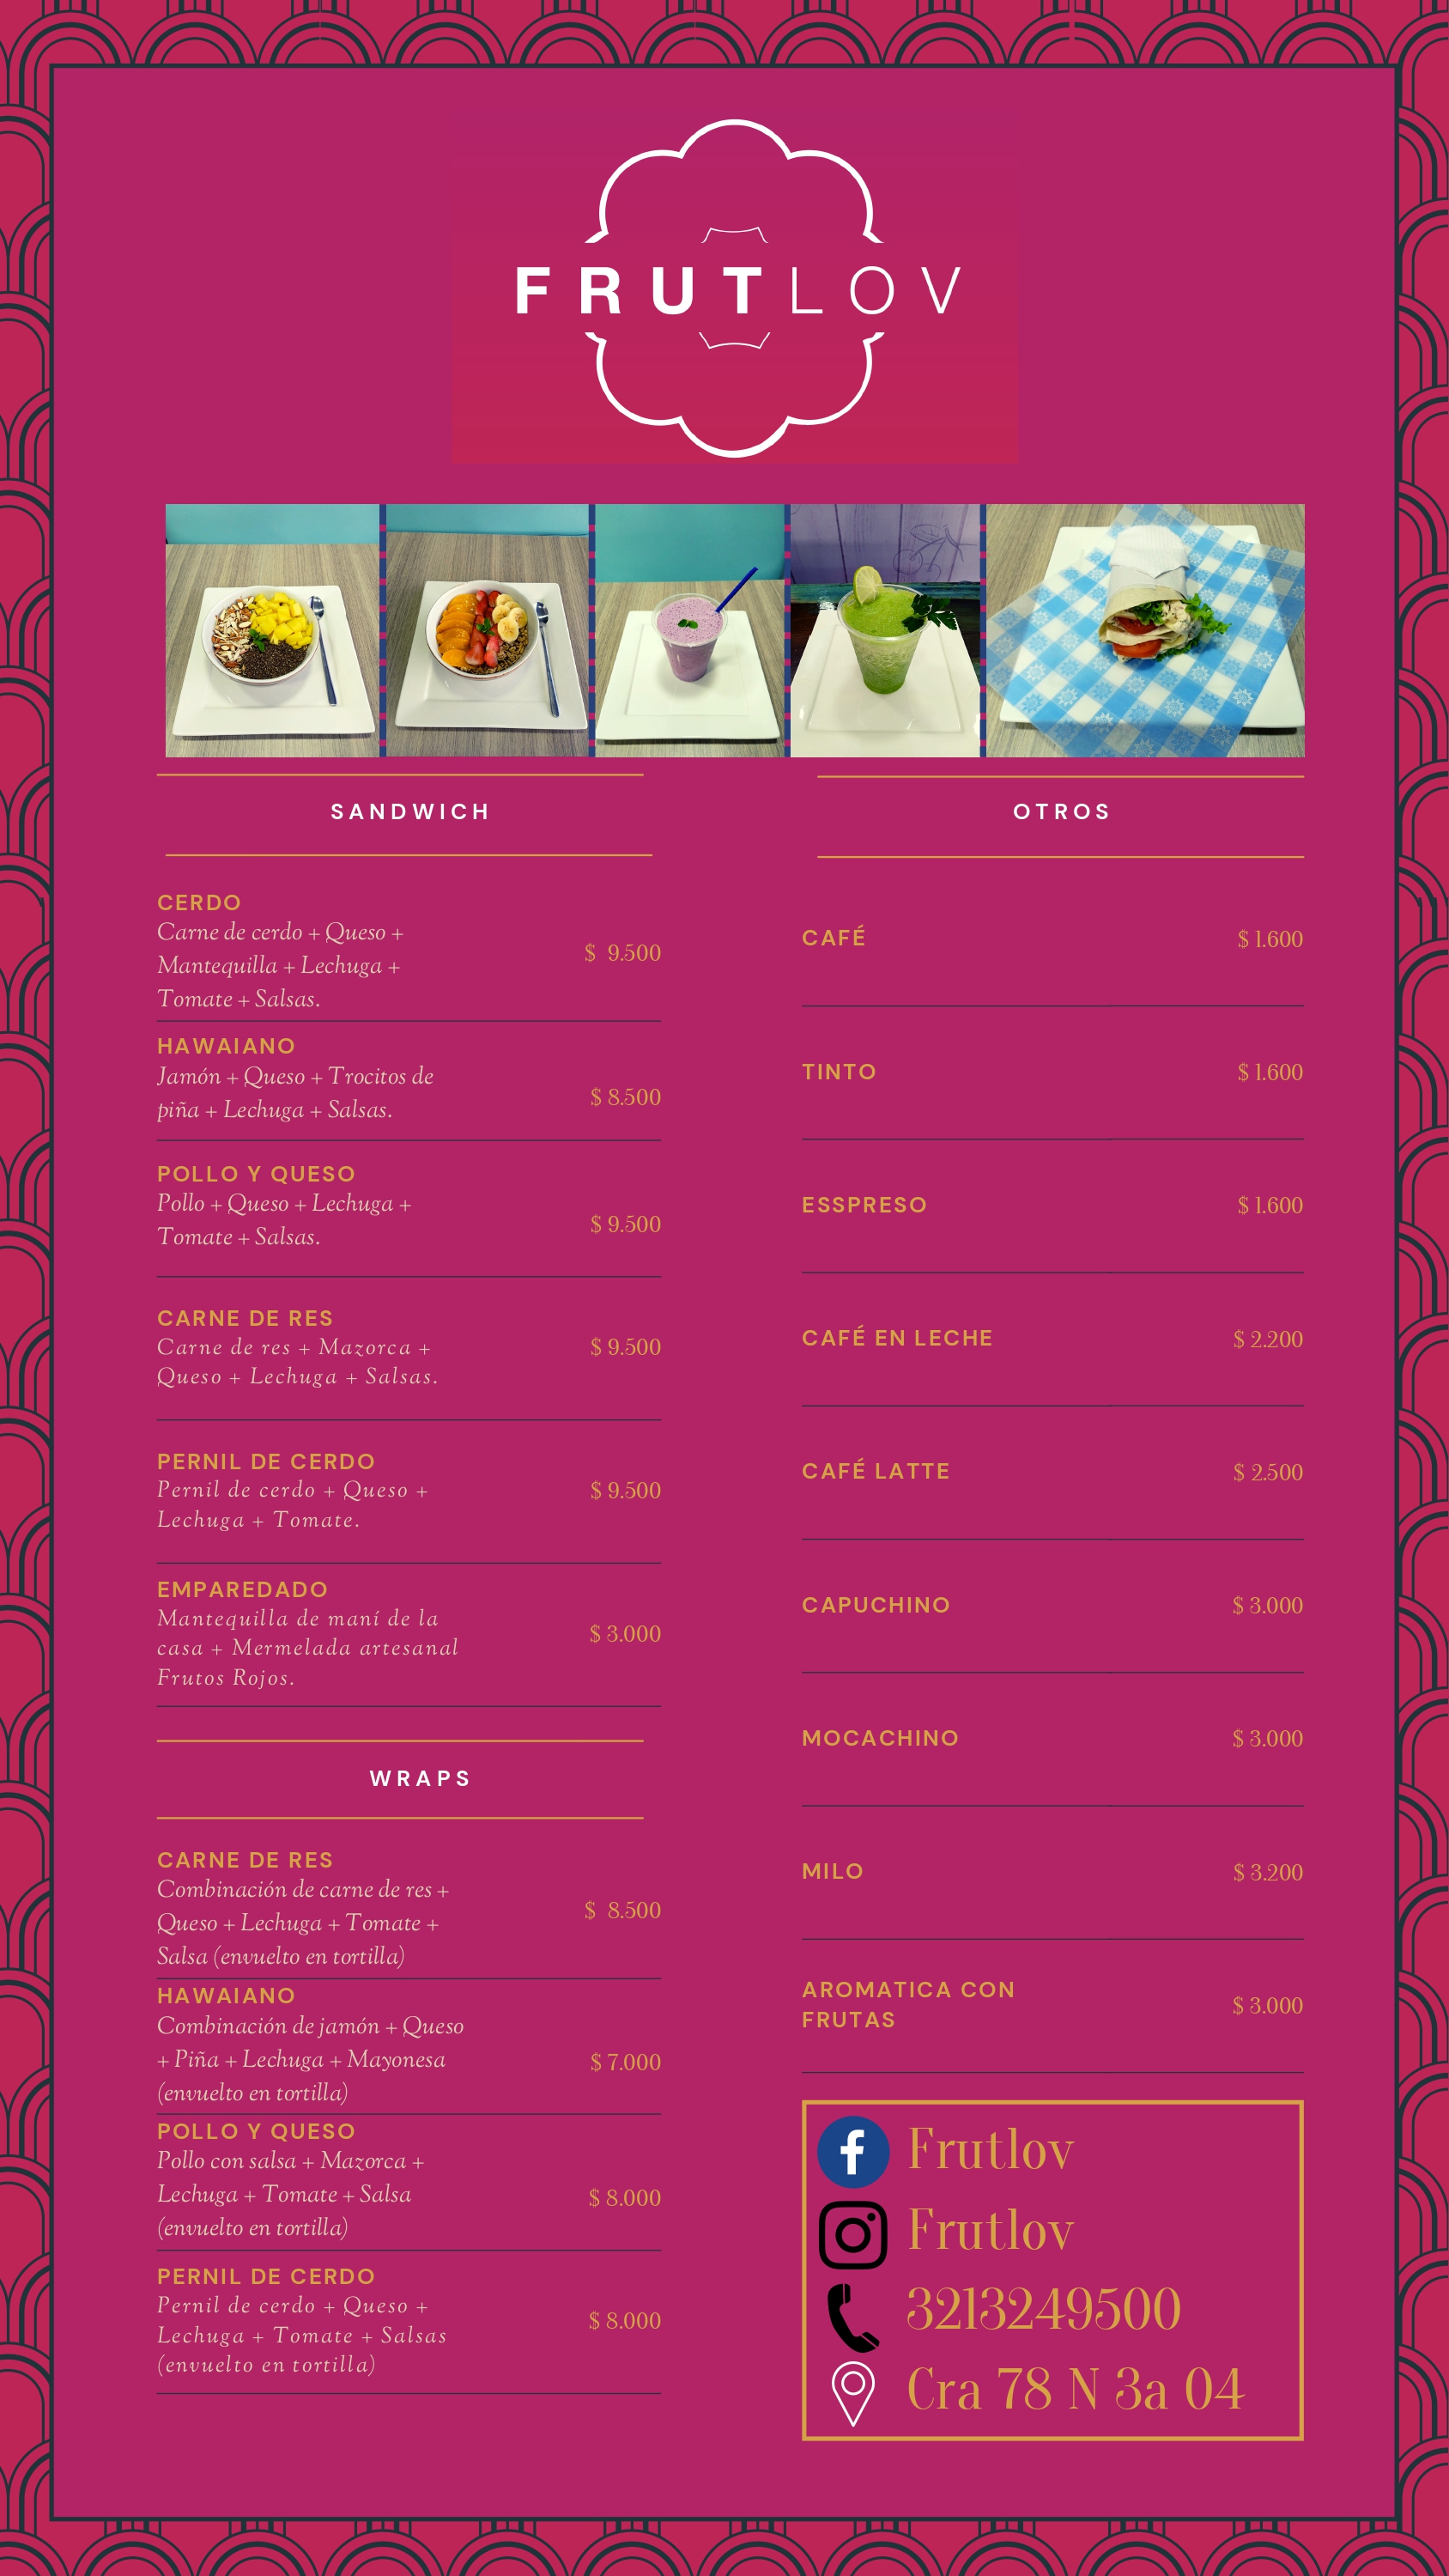 FRUTLOV
SANDWICH
CERDO
Carne de cerdo + Queso +
Mantequilla + Lechuga +
Tomate + Salsas.
$ 9.500
HAWAIANO
Jamón + Queso + Trocitos de
piña + Lechuga + Salsas.
$ 8.500
POLLO Y QUESO
Pollo + Queso + Lechuga +
Tomate + Salsas.
$ 9.500
CARNE DE RES
Carne de res + Mazorca +
Queso + Lechuga + Salsas.
$ 9.500
PERNIL DE CERDO
Pernil de cerdo + Queso +
Lechuga + Tomate.
$ 9.500
EMPAREDADO
Mantequilla de maní de la
casa + Mermelada artesanal
Frutos Rojos.
$ 3.000
WRAPS
CARNE DE RES
Combinación de carne de res +
Queso + Lechuga + Tomate +
Salsa (envuelto en tortilla)
$ 8.500
HAWAIANO
Combinación de jamón + Queso
+ Piña + Lechuga + Mayonesa
(envuelto en tortilla)
$ 7.000
POLLO Y QUESO
Pollo con salsa + Mazorca +
Lechuga + Tomate + Salsa
(envuelto en tortilla)
$ 8.000
PERNIL DE CERDO
Pernil de cerdo + Queso +
Lechuga + Tomate + Salsas
(envuelto en tortilla)
$ 8.000
OTROS
CAFÉ $ 1.600
TINTO $ 1.600
ESSPRESO $ 1.600
CAFÉ EN LECHE $ 2.200
CAFÉ LATTE $ 2.500
CAPUCHINO $ 3.000
MOCACHINO $ 3.000
MILO $ 3.200
AROMATICA CON
FRUTAS
$ 3.000
Frutlov
Frutlov
3213249500
Cra 78 N 3a 04